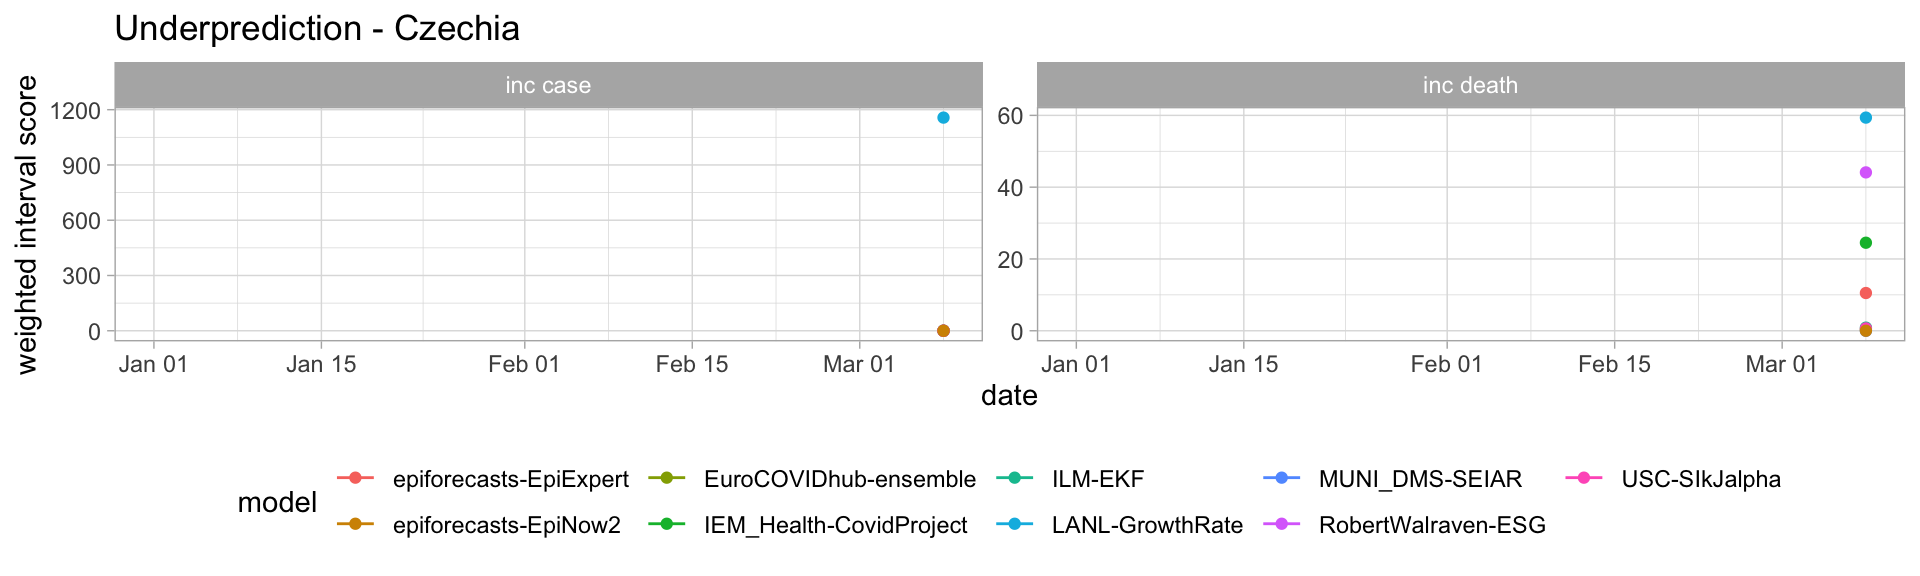 Underprediction - Czechia
weighted interval score
inc case
inc death
1200
900
600
300
0
60
40
20
0
Jan 01 Jan 15 Feb 01 Feb 15 Mar 01
Jan 01 Jan 15 Feb 01 Feb 15 Mar 01
date
model
epiforecasts-EpiExpert EuroCOVIDhub-ensemble ILM-EKF MUNI_DMS-SEIAR USC-SIkJalpha
epiforecasts-EpiNow2 IEM_Health-CovidProject LANL-GrowthRate RobertWalraven-ESG